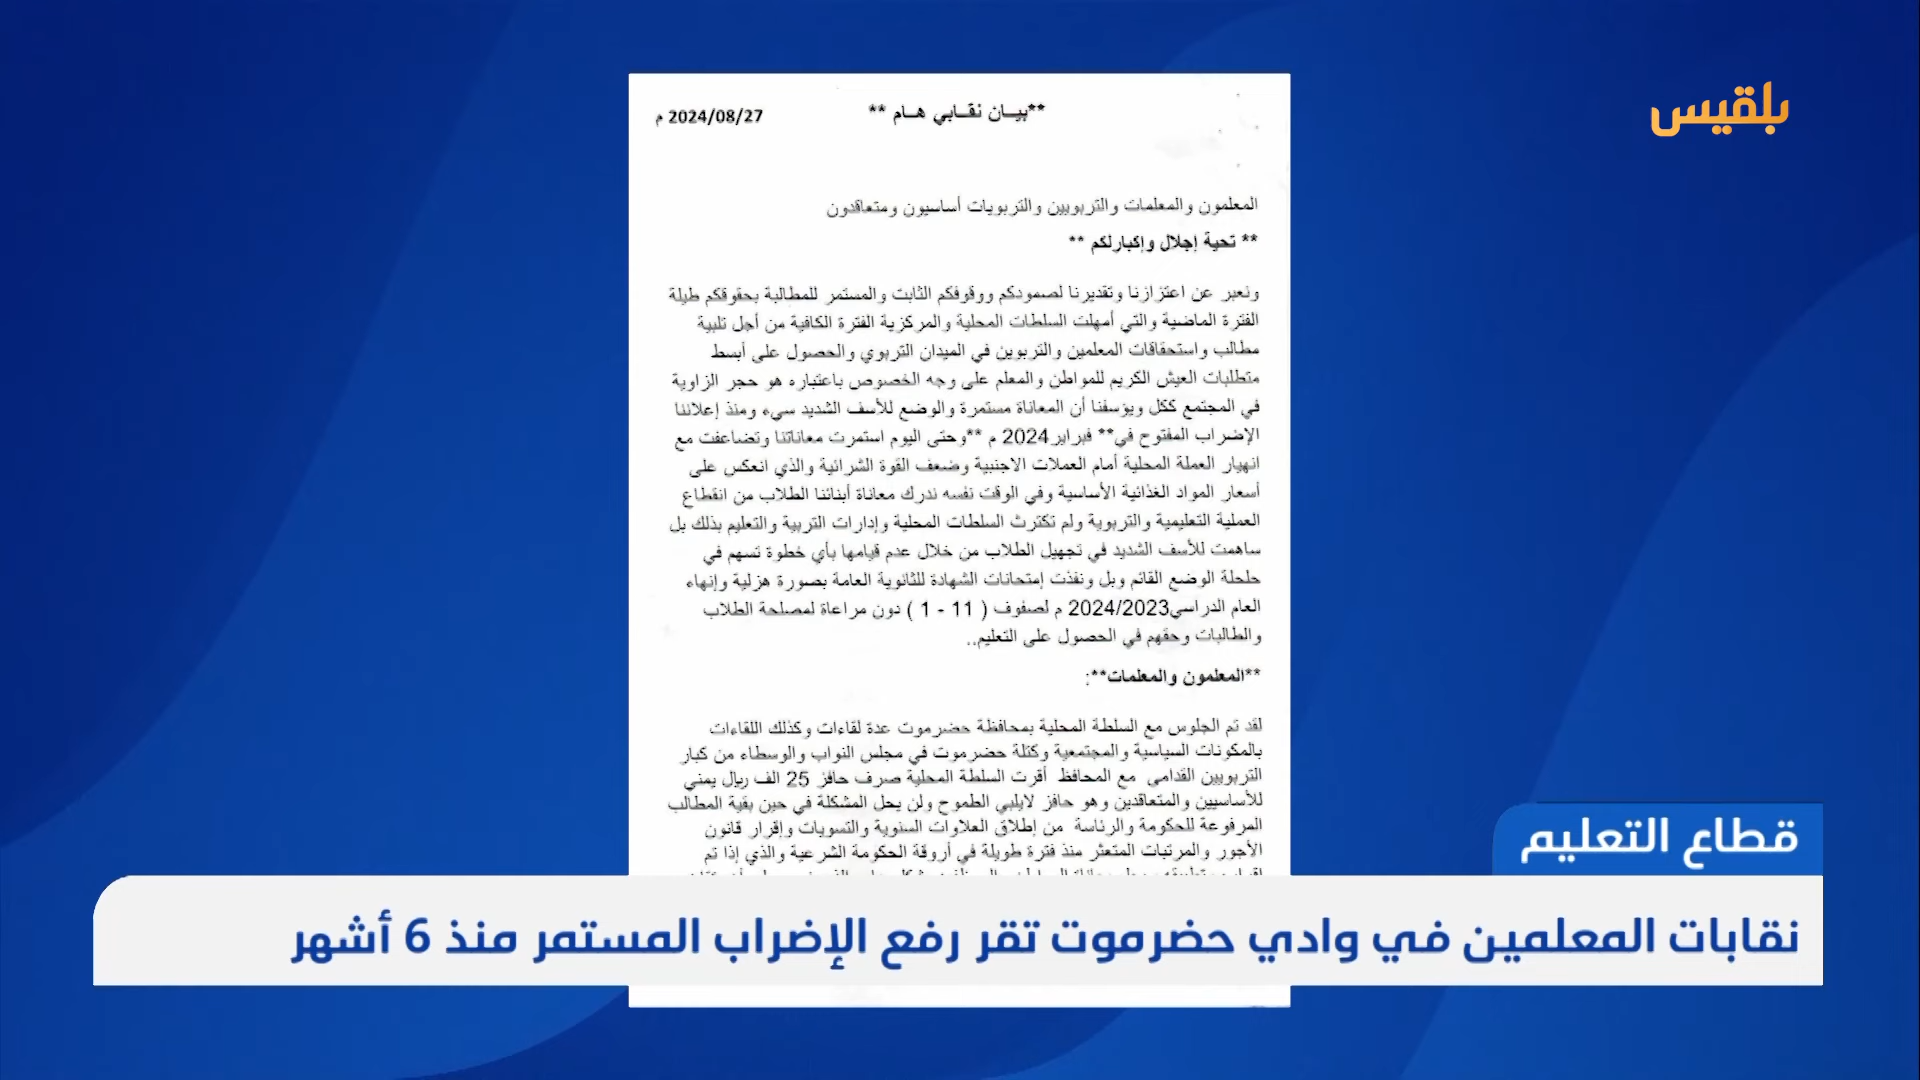 بلقيس
**بيـان نقـابي هـام **
2024/08/27 م
المعلمون والمعلمات والتربويين والتربويات أساسيون ومتعاقدون
** تحية إجلال وإكبارلكم **
ونعبر عن اعتزازنا وتقديرنا لصمودكم ووقوفكم الثابت والمستمر للمطالبة بحقوقكم طيلة
الفترة الماضية والتي أمهلت السلطات المحلية والمركزية الفترة الكافية من أجل تلبية
مطالب واستحقاقات المعلمين والتربوين في الميدان التربوي والحصول على أبسط
متطلبات العيش الكريم للمواطن والمعلم على وجه الخصوص باعتباره هو حجر الزاوية
في المجتمع ككل ويؤسفنا أن المعاناة مستمرة والوضع للأسف الشديد سيء ومنذ إعلاننا
الإضراب المفتوح في** فبراير2024 م **وحتى اليوم استمرت معاناتنا وتضاعفت مع
انهيار العملة المحلية أمام العملات الاجنبية وضعف القوة الشرائية والذي انعكس على
أسعار المواد الغذائية الأساسية وفي الوقت نفسه ندرك معاناة أبنائنا الطلاب من انقطاع
العملية التعليمية والتربوية ولم تكترث السلطات المحلية وإدارات التربية والتعليم بذلك بل
ساهمت للأسف الشديد في تجهيل الطلاب من خلال عدم قيامها بأي خطوة تسهم في
حلحلة الوضع القائم وبل ونفذت إمتحانات الشهادة للثانوية العامة بصورة هزلية وإنهاء
العام الدراسي2024/2023 م لصفوف ( 11 - 1 ) دون مراعاة لمصلحة الطلاب
والطالبات وحقهم في الحصول على التعليم..
**المعلمون والمعلمات**:
لقد تم الجلوس مع السلطة المحلية بمحافظة حضرموت عدة لقاءات وكذلك اللقاءات
بالمكونات السياسية والمجتمعية وكتلة حضرموت في مجلس النواب والوسطاء من كبار
التربويين القدامى مع المحافظ أقرت السلطة المحلية صرف حافز 25 الف ريال يمني
للأساسيين والمتعاقدين وهو حافز لايلبي الطموح ولن يحل المشكلة في حين بقية المطالب
المرفوعة للحكومة والرئاسة من إطلاق العلاوات السنوية والتسويات وإقرار قانون
الأجور والمرتبات المتعثر منذ فترة طويلة في أروقة الحكومة الشرعية والذي إذا تم
قطاع التعليم
نقابات المعلمين في وادي حضرموت تقر رفع الإضراب المستمر منذ 6 أشهر